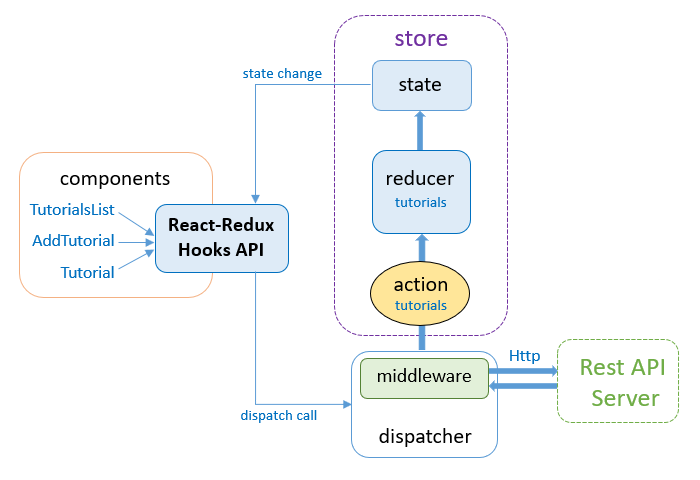 store
state change
state
components
reducer
tutorials
TutorialsList
React-Redux
Hooks API
AddTutorial
Tutorial
action
tutorials
Http
Rest API
Server
middleware
dispatch call
dispatcher